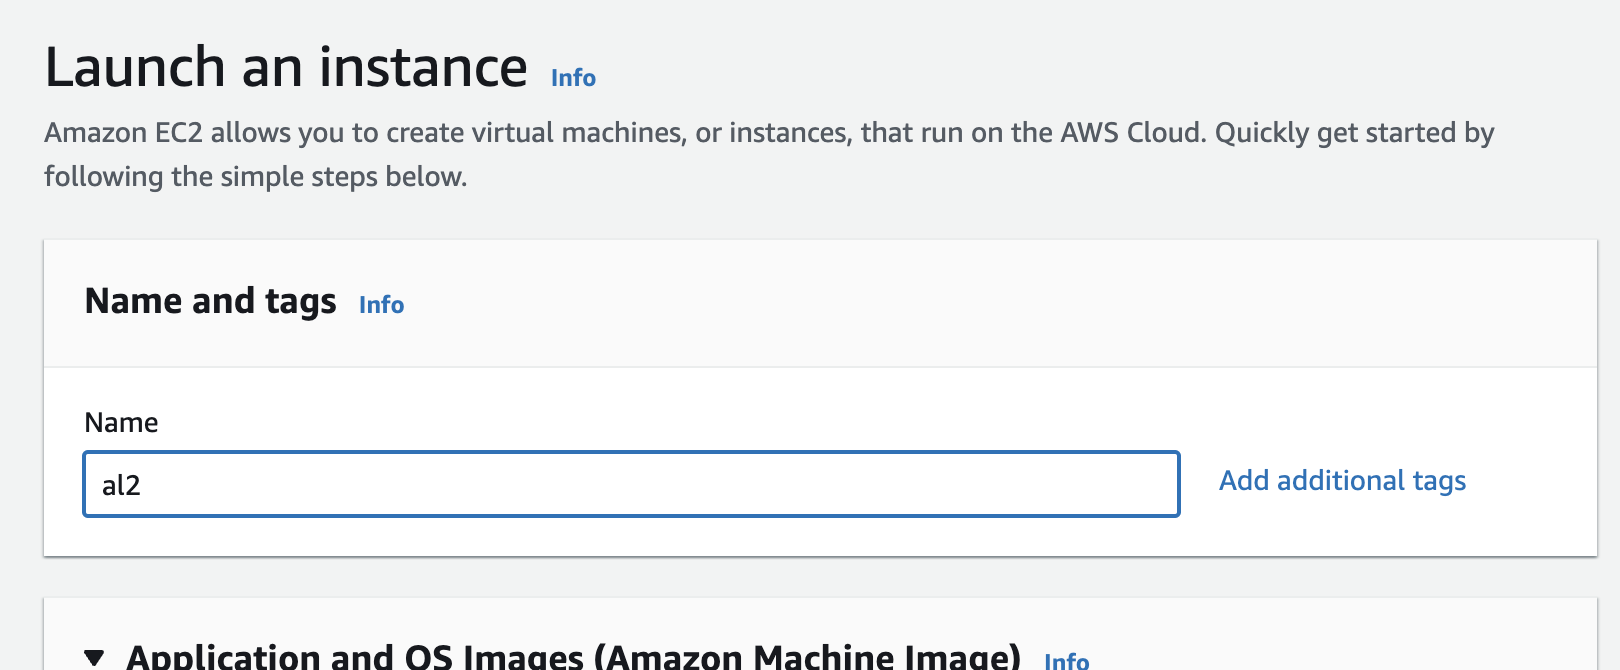 Launch an instance Info
Amazon EC2 allows you to create virtual machines, or instances, that run on the AWS Cloud. Quickly get started by
following the simple steps below.
Name and tags Info
Name
al2
Add additional tags
Application and OS Images (Amazon Machine Image) Info